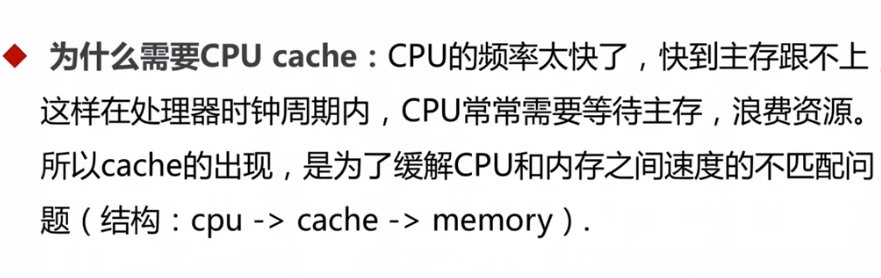 为什么需要CPU cache：CPU的频率太快了，快到主存跟不上，
这样在处理器时钟周期内，CPU常常需要等待主存，浪费资源。
所以cache的出现，是为了缓解CPU和内存之间速度的不匹配问
题（结构：cpu -> cache -> memory）.